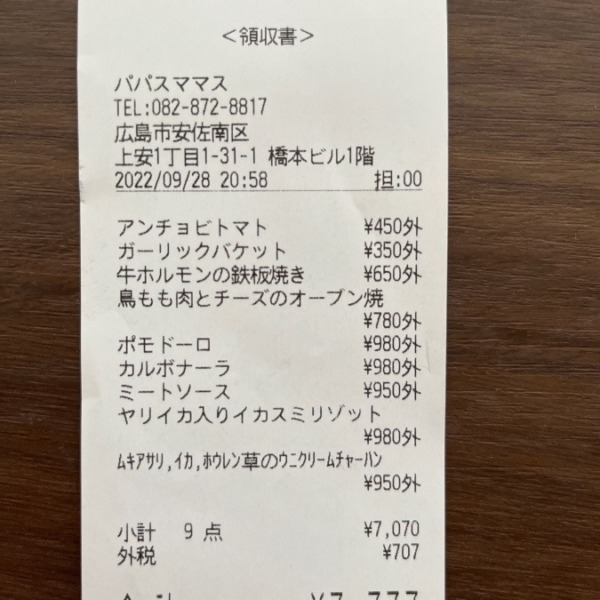 ＜領収書＞
パパスママス
TEL:082-872-8817
広島市安佐南区
上安1丁目1-31-1 橋本ビル1階
2022/09/28 20:58 担:00
アンチョビトマト ¥450外
ガーリックバケット ¥350外
牛ホルモンの鉄板焼き ¥650外
鳥もも肉とチーズのオーブン焼
¥780外
ポモドーロ ¥980外
カルボナーラ ¥980外
ミートソース ¥950外
ヤリイカ入りイカスミリゾット
¥980外
ﾑｷｱｻﾘ,ｲｶ,ﾎｳﾚﾝ草のｳﾆｸﾘｰﾑﾁｬｰﾊﾝ
¥950外
小計 9 点 ¥7,070
外税 ¥707
合計 ¥7,777